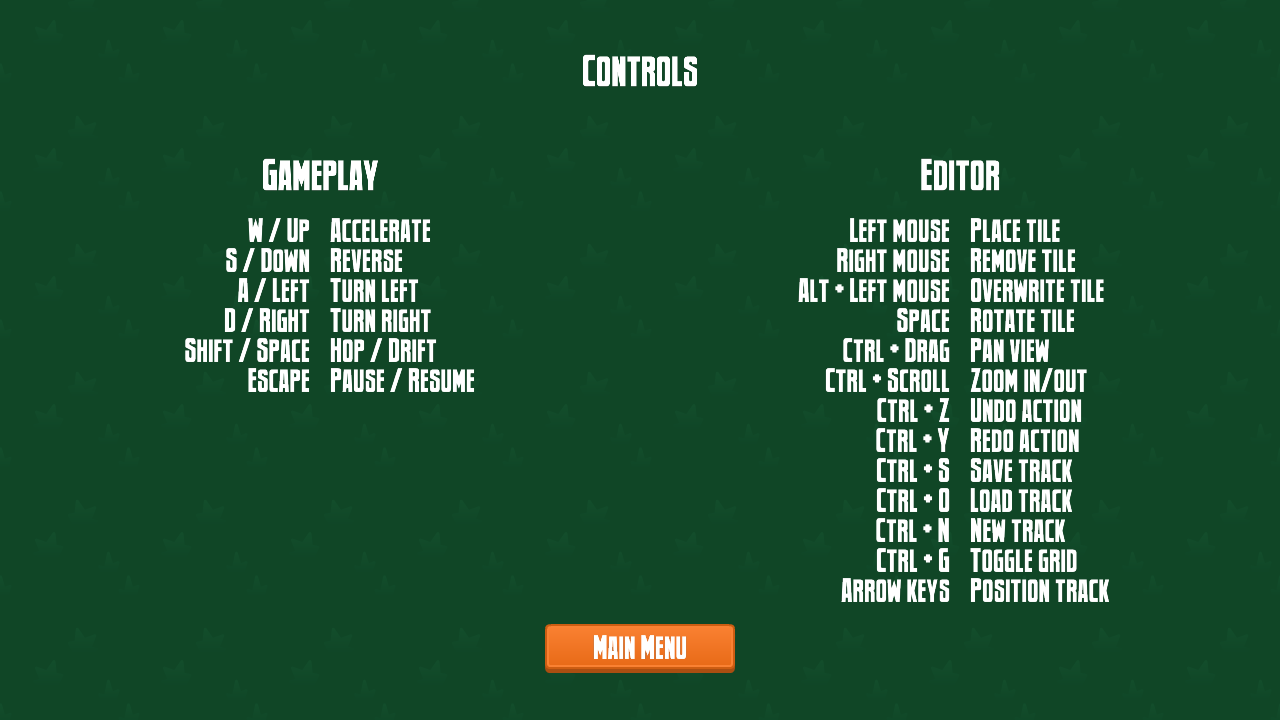 Controls
Gameplay
W / Up Accelerate
S / Down Reverse
A / Left Turn left
D / Right Turn right
Shift / Space Hop / Drift
Escape Pause / Resume
Editor
Left mouse Place tile
Right mouse Remove tile
Alt + Left mouse Overwrite tile
Space Rotate tile
Ctrl + Drag Pan view
Ctrl + Scroll Zoom in/out
Ctrl + Z Undo action
Ctrl + Y Redo action
Ctrl + S Save track
Ctrl + O Load track
Ctrl + N New track
Ctrl + G Toggle grid
Arrow keys Position track
Main Menu